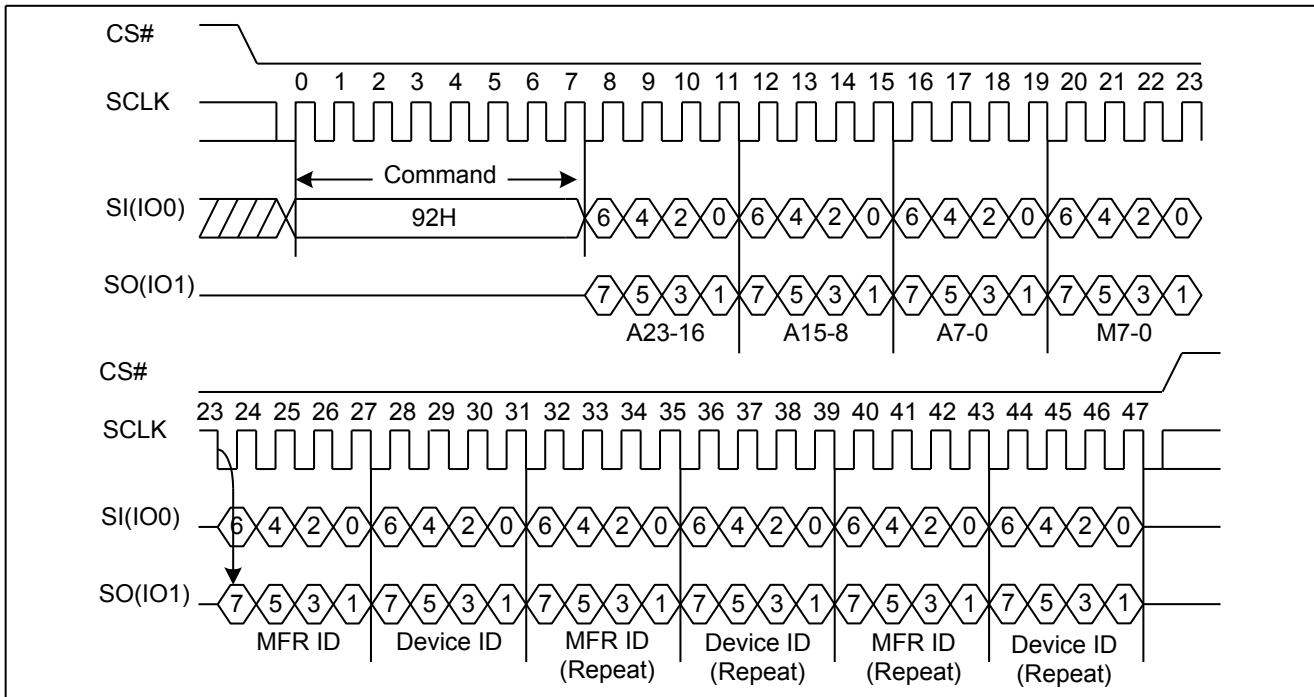 CS#
0 1 2 3 4 5 6 7 8 9 10 11 12 13 14 15 16 17 18 19 20 21 22 23
SCLK
Command
SI(IO0) 92H 6 4 2 0 6 4 2 0 6 4 2 0 6 4 2 0
SO(IO1) 7 5 3 1 7 5 3 1 7 5 3 1 7 5 3 1
A23-16 A15-8 A7-0 M7-0
CS#
23 24 25 26 27 28 29 30 31 32 33 34 35 36 37 38 39 40 41 42 43 44 45 46 47
SCLK
SI(IO0) 6 4 2 0 6 4 2 0 6 4 2 0 6 4 2 0 6 4 2 0 6 4 2 0
SO(IO1) 7 5 3 1 7 5 3 1 7 5 3 1 7 5 3 1 7 5 3 1 7 5 3 1
MFR ID Device ID MFR ID Device ID MFR ID Device ID
(Repeat) (Repeat) (Repeat) (Repeat)